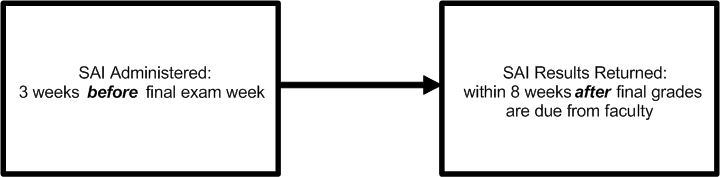 SAI Administered:
3 weeks before final exam week
SAI Results Returned:
within 8 weeks after final grades
are due from faculty